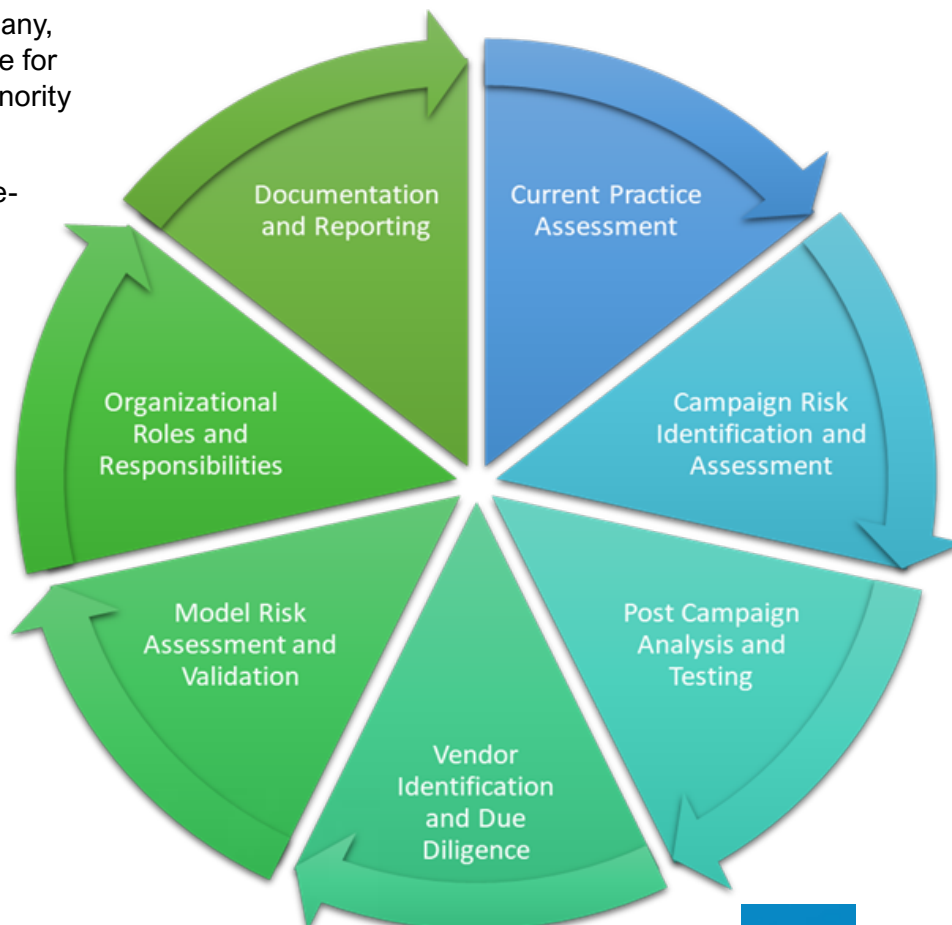 any,
e for
nority
e-
Documentation
and Reporting
Current Practice
Assessment
Campaign Risk
Identification and
Assessment
Post Campaign
Analysis and
Testing
Vendor
Identification
and Due
Diligence
Model Risk
Assessment and
Validation
Organizational
Roles and
Responsibilities